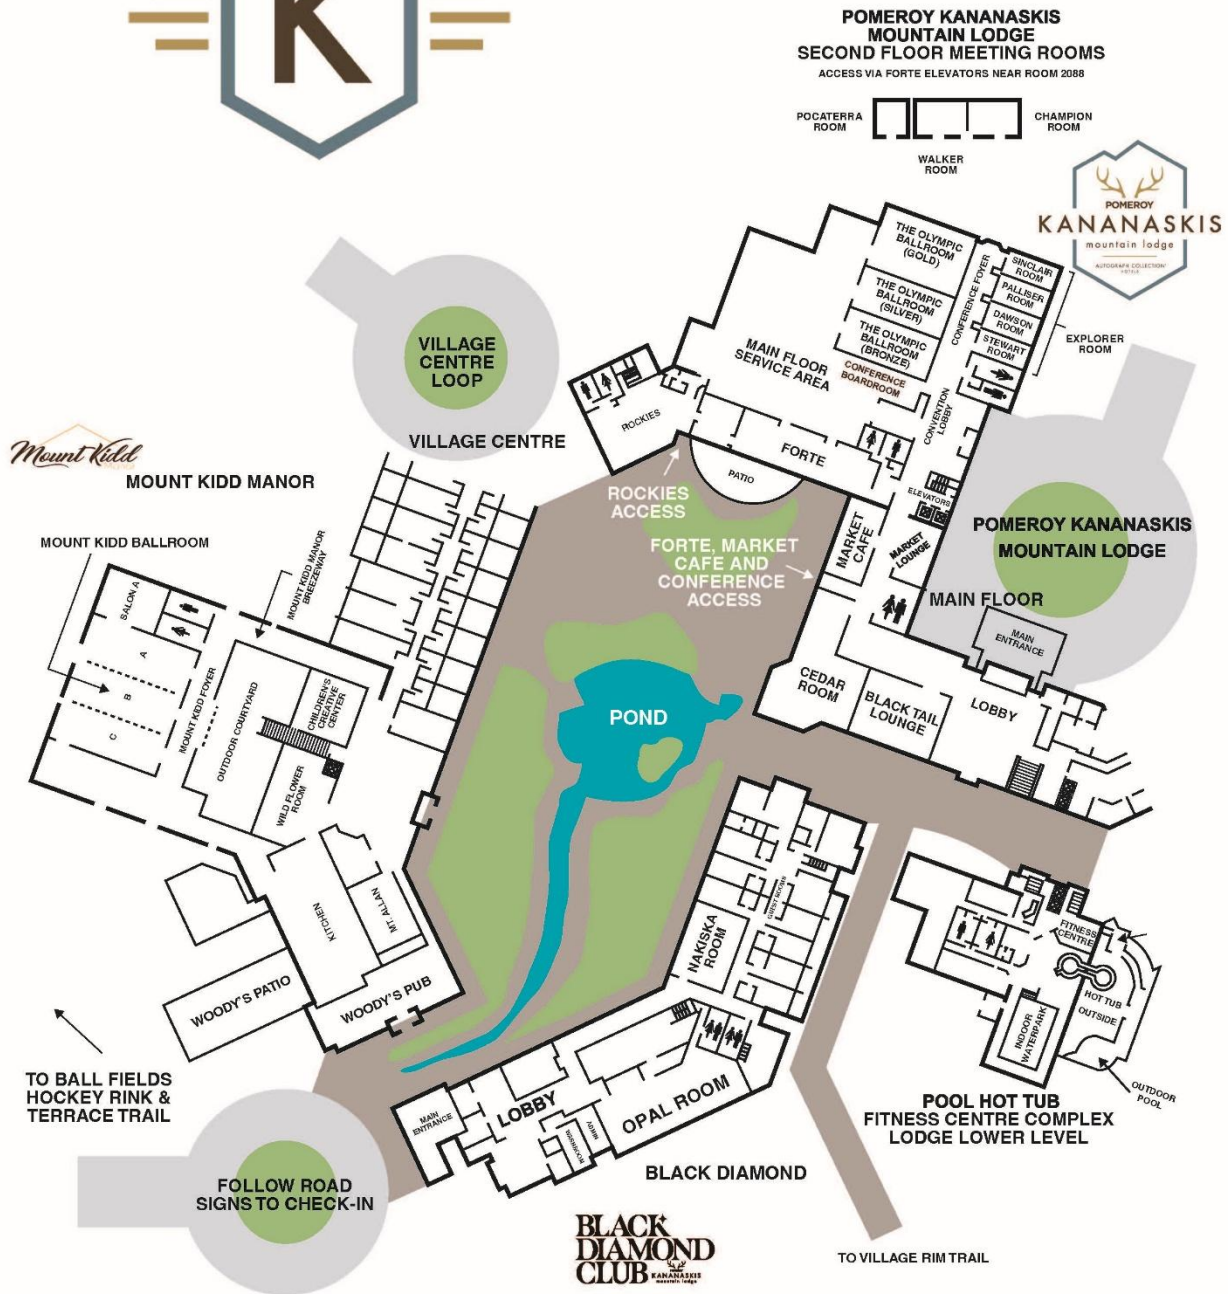 K
POMEROY KANANASKIS
MOUNTAIN LODGE
SECOND FLOOR MEETING ROOMS
ACCESS VIA FORTE ELEVATORS NEAR ROOM 2088
POCATERRA
ROOM
CHAMPION
ROOM
WALKER
ROOM
POMEROY
KANANASKIS
mountain lodge
AUTOGRAPH COLLECTION
HOTELS
THE OLYMPIC
BALLROOM
(GOLD)
THE OLYMPIC
BALLROOM
(SILVER)
THE OLYMPIC
BALLROOM
(BRONZE)
CONFERENCE FOYER
SINCLAIR
ROOM
PALLISER
ROOM
DAWSON
ROOM
STEWART
ROOM
EXPLORER
ROOM
MAIN FLOOR
SERVICE AREA
CONFERENCE
BOARDROOM
CONVENTION
LOBBY
VILLAGE
CENTRE
LOOP
VILLAGE CENTRE
ROCKIES
FORTE
PATIO
ELEVATORS
ROCKIES
ACCESS
MARKET
CAFE
MARKET
LOUNGE
FORTE, MARKET
CAFE AND
CONFERENCE
ACCESS
POMEROY KANANASKIS
MOUNTAIN LODGE
MAIN FLOOR
MAIN
ENTRANCE
Mount Kidd
MOUNT KIDD MANOR
MOUNT KIDD BALLROOM
MOUNT KIDD MANOR
BREEZEWAY
SALON A
A
B
C
MOUNT KIDD FOYER
OUTDOOR COURTYARD
CHILDREN'S
CREATIVE
CENTER
WILD FLOWER
ROOM
CEDAR
ROOM
BLACK TAIL
LOUNGE
LOBBY
POND
KITCHEN
MT. ALLAN
WOODY'S PATIO
WOODY'S PUB
GUEST ROOMS
NAKISKA
ROOM
FITNESS
CENTRE
HOT TUB
OUTSIDE
INDOOR
WATERPARK
OUTDOOR
POOL
TO BALL FIELDS
HOCKEY RINK &
TERRACE TRAIL
MAIN
ENTRANCE
LOBBY
OPAL ROOM
POOL HOT TUB
FITNESS CENTRE COMPLEX
LODGE LOWER LEVEL
FOLLOW ROAD
SIGNS TO CHECK-IN
BLACK DIAMOND
BLACK
DIAMOND
CLUB
POMEROY
KANANASKIS
mountain lodge
TO VILLAGE RIM TRAIL